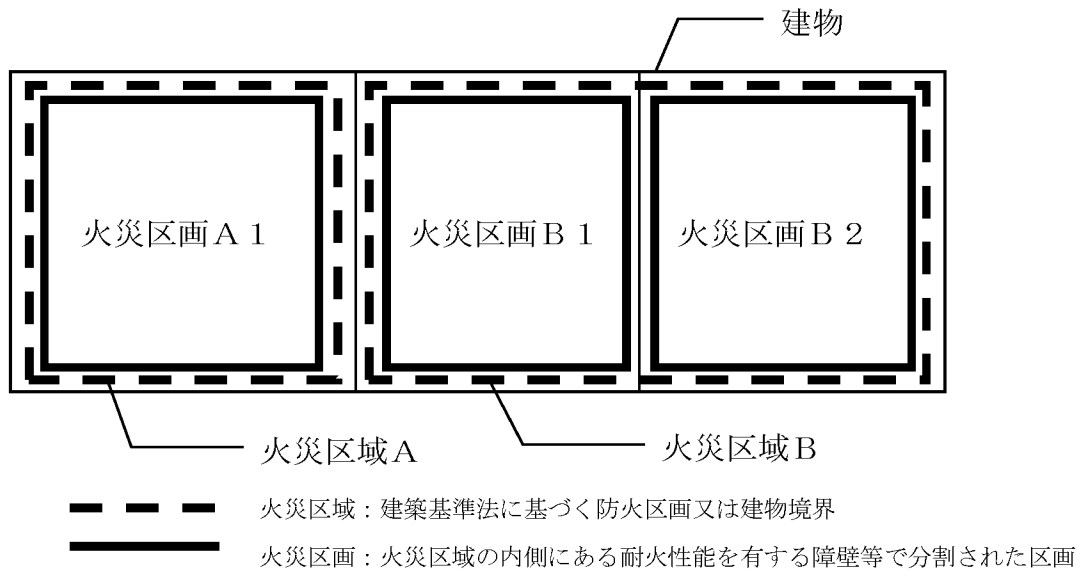 建物
火災区画Ａ１
火災区画Ｂ１
火災区画Ｂ２
火災区域Ａ
火災区域Ｂ
火災区域：建築基準法に基づく防火区画又は建物境界
火災区画：火災区域の内側にある耐火性能を有する障壁等で分割された区画